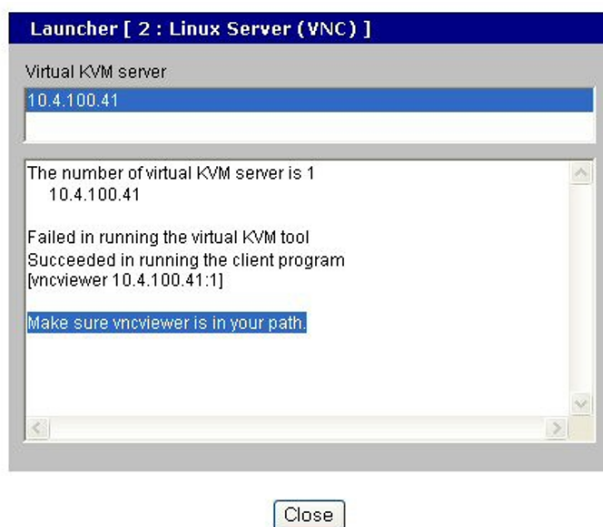 Launcher [ 2 : Linux Server (VNC) ]
Virtual KVM server
10.4.100.41
The number of virtual KVM server is 1
10.4.100.41
Failed in running the virtual KVM tool
Succeeded in running the client program
[vncviewer 10.4.100.41:1]
Make sure vncviewer is in your path.
Close